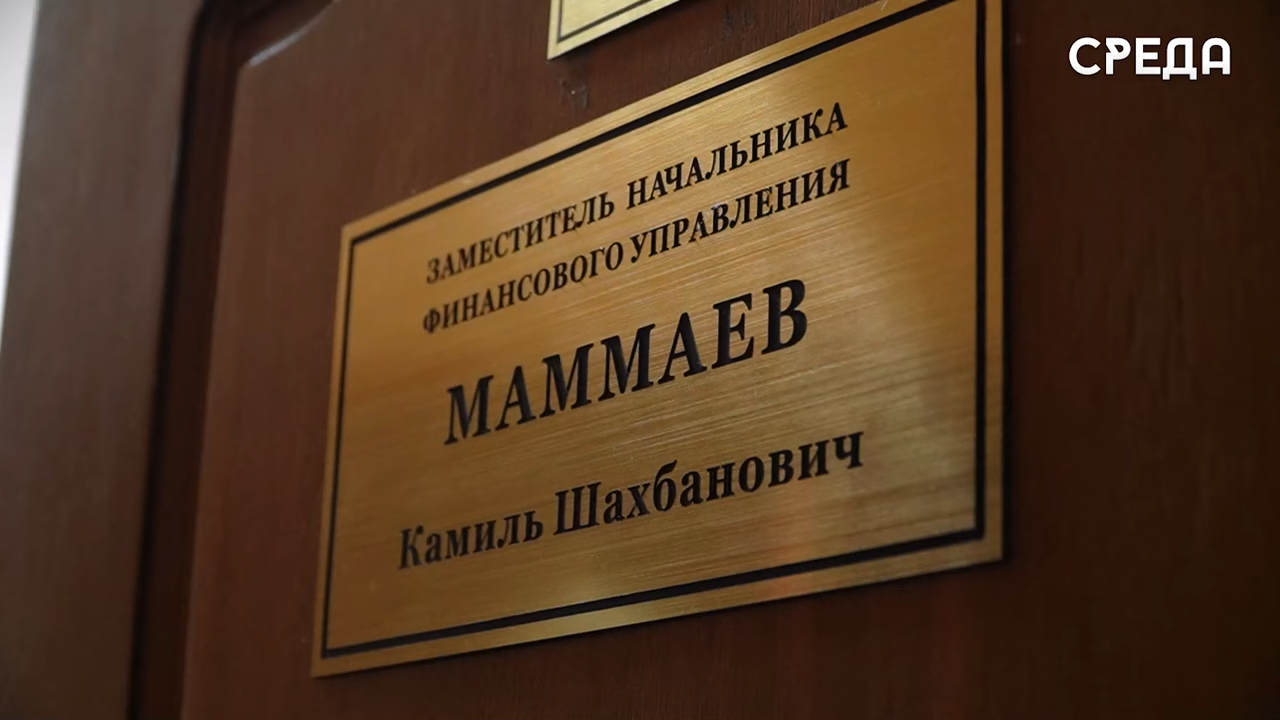 СРЕДА
ЗАМЕСТИТЕЛЬ НАЧАЛЬНИКА
ФИНАНСОВОГО УПРАВЛЕНИЯ
МАММАЕВ
Камиль Шахбанович